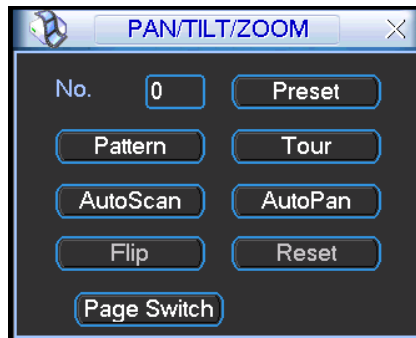 PAN/TILT/ZOOM
No. 0 Preset
Pattern Tour
AutoScan AutoPan
Flip Reset
Page Switch